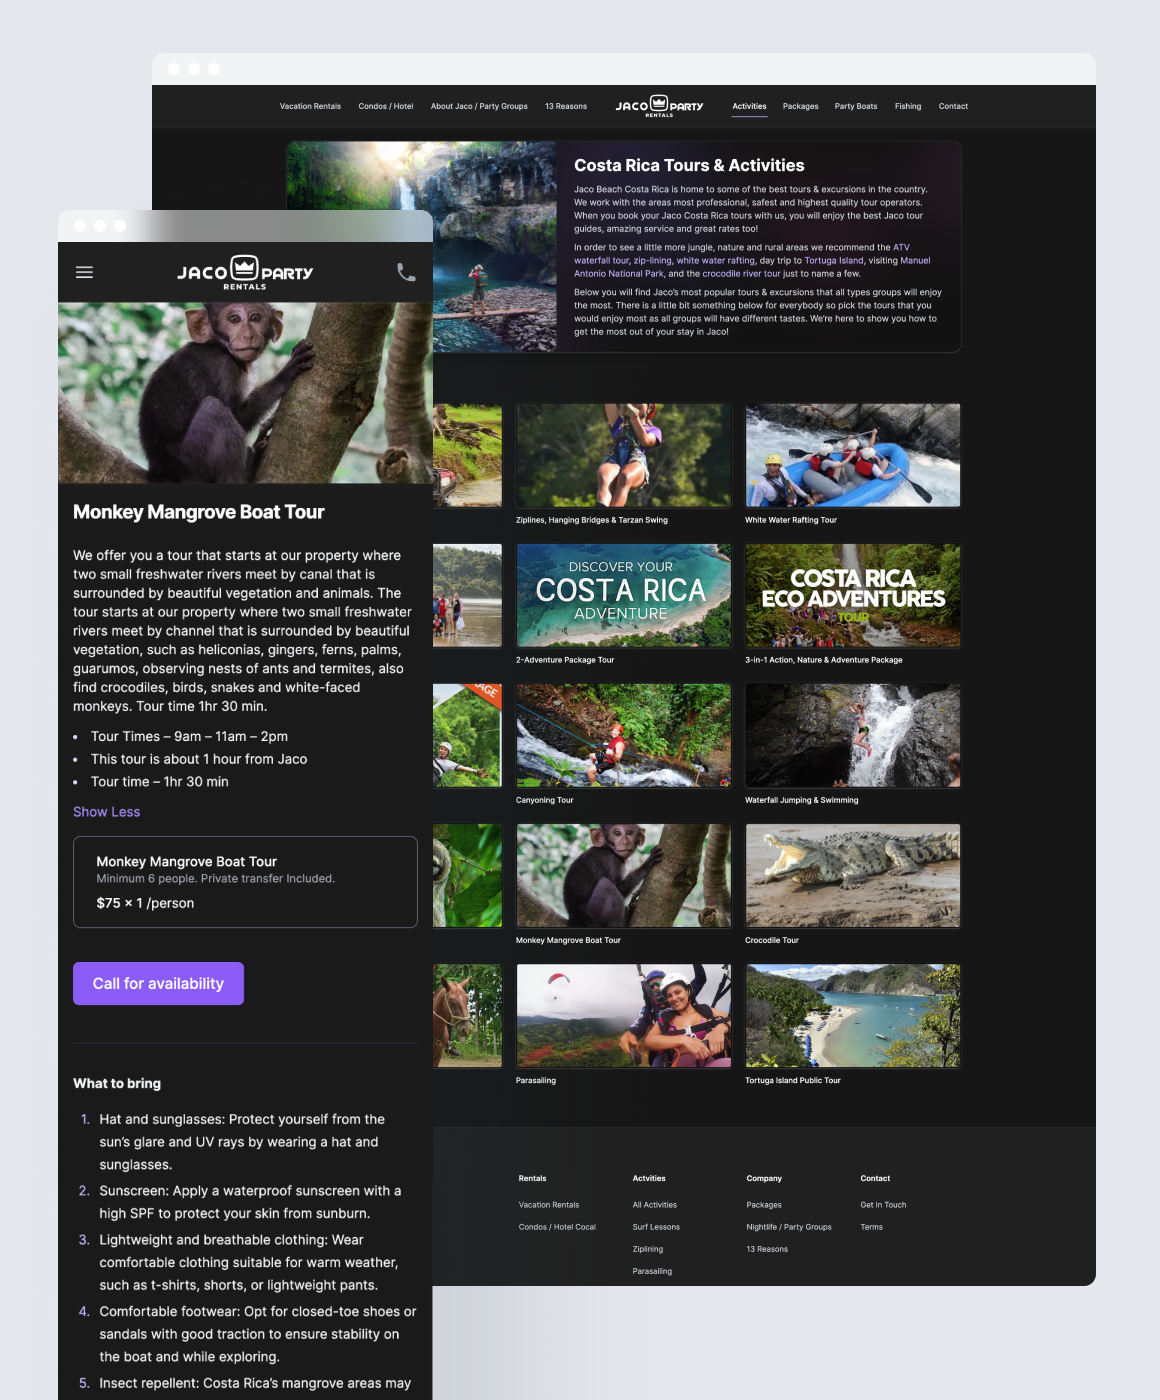 Vacation Rentals
Condos / Hotel
About Jaco / Party Groups
13 Reasons
JACO PARTY
RENTALS
Activities
Packages
Party Boats
Fishing
Contact
Costa Rica Tours & Activities
Jaco Beach Costa Rica is home to some of the best tours & excursions in the country.
We work with the areas most professional, safest and highest quality tour operators.
When you book your Jaco Costa Rica tours with us, you will enjoy the best Jaco tour
guides, amazing service and great rates too!
In order to see a little more jungle, nature and rural areas we recommend the ATV
waterfall tour, zip-lining, white water rafting, day trip to Tortuga Island, visiting Manuel
Antonio National Park, and the crocodile river tour just to name a few.
Below you will find Jaco's most popular tours & excursions that all types groups will enjoy
the most. There is a little bit something below for everybody so pick the tours that you
would enjoy most as all groups will have different tastes. We're here to show you how to
get the most out of your stay in Jaco!
Ziplines, Hanging Bridges & Tarzan Swing
White Water Rafting Tour
DISCOVER YOUR
COSTA RICA
ADVENTURE
COSTA RICA
ECO ADVENTURES
TOUR
2-Adventure Package Tour
3-in-1 Action, Nature & Adventure Package
AGE
Canyoning Tour
Waterfall Jumping & Swimming
Monkey Mangrove Boat Tour
Crocodile Tour
Parasailing
Tortuga Island Public Tour
Rentals
Vacation Rentals
Condos / Hotel Cocal
Actvities
All Activities
Surf Lessons
Ziplining
Parasailing
Company
Packages
Nightlife / Party Groups
13 Reasons
Contact
Get In Touch
Terms
JACO PARTY
RENTALS
Monkey Mangrove Boat Tour
We offer you a tour that starts at our property where
two small freshwater rivers meet by canal that is
surrounded by beautiful vegetation and animals. The
tour starts at our property where two small freshwater
rivers meet by channel that is surrounded by beautiful
vegetation, such as heliconias, gingers, ferns, palms,
guarumos, observing nests of ants and termites, also
find crocodiles, birds, snakes and white-faced
monkeys. Tour time 1hr 30 min.
• Tour Times – 9am – 11am – 2pm
• This tour is about 1 hour from Jaco
• Tour time – 1hr 30 min
Show Less
Monkey Mangrove Boat Tour
Minimum 6 people. Private transfer Included.
$75 × 1 /person
Call for availability
What to bring
1. Hat and sunglasses: Protect yourself from the
sun's glare and UV rays by wearing a hat and
sunglasses.
2. Sunscreen: Apply a waterproof sunscreen with a
high SPF to protect your skin from sunburn.
3. Lightweight and breathable clothing: Wear
comfortable clothing suitable for warm weather,
such as t-shirts, shorts, or lightweight pants.
4. Comfortable footwear: Opt for closed-toe shoes or
sandals with good traction to ensure stability on
the boat and while exploring.
5. Insect repellent: Costa Rica's mangrove areas may